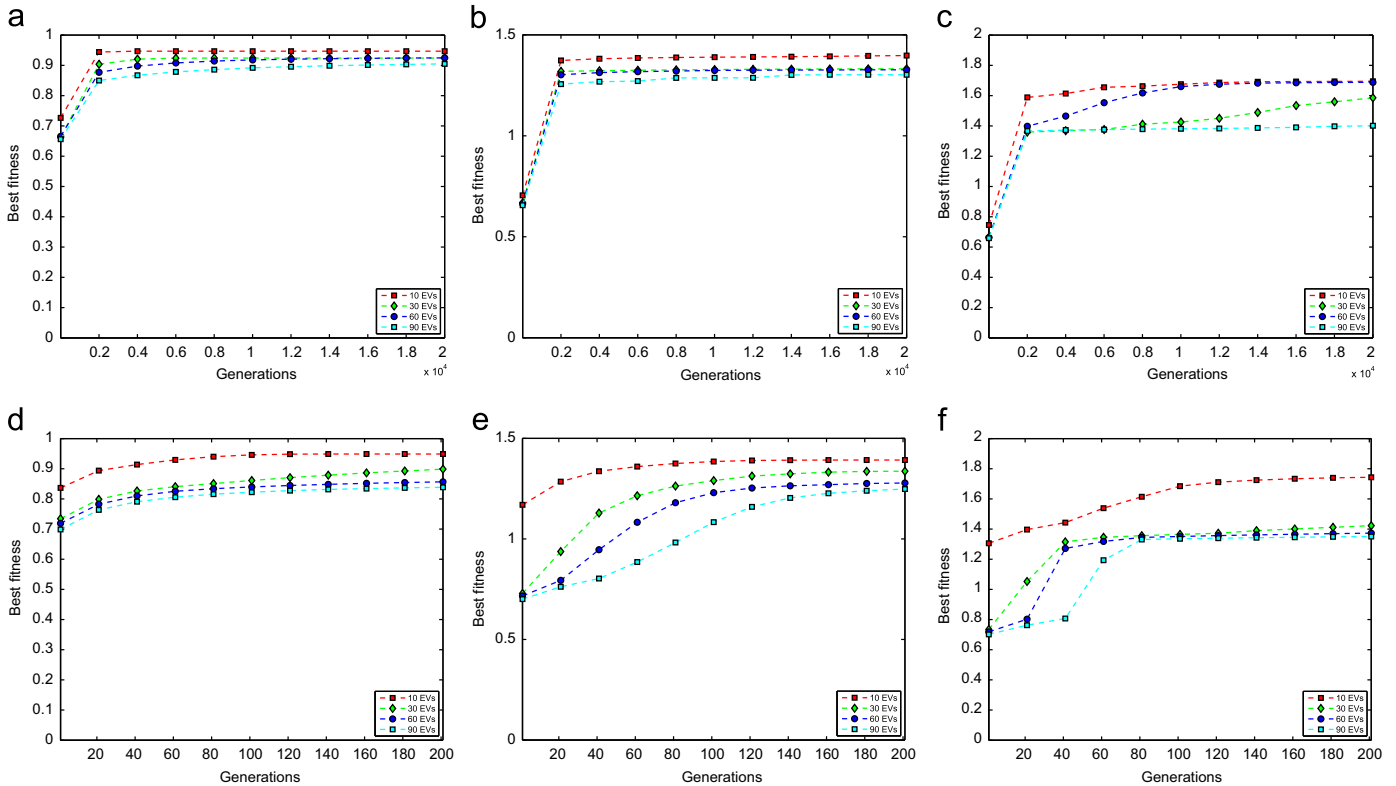 a
1
0.9
0.8
0.7
0.6
0.5
0.4
0.3
0.2
0.1
0
Best fitness
0.2 0.4 0.6 0.8 1 1.2 1.4 1.6 1.8 2
Generations
x 10^4
10 EVs
30 EVs
60 EVs
90 EVs
b
1.5
1
0.5
0
Best fitness
0.2 0.4 0.6 0.8 1 1.2 1.4 1.6 1.8 2
Generations
x 10^4
10 EVs
30 EVs
60 EVs
90 EVs
c
2
1.8
1.6
1.4
1.2
1
0.8
0.6
0.4
0.2
0
Best fitness
0.2 0.4 0.6 0.8 1 1.2 1.4 1.6 1.8 2
Generations
x 10^4
10 EVs
30 EVs
60 EVs
90 EVs
d
1
0.9
0.8
0.7
0.6
0.5
0.4
0.3
0.2
0.1
0
Best fitness
20 40 60 80 100 120 140 160 180 200
Generations
10 EVs
30 EVs
60 EVs
90 EVs
e
1.5
1
0.5
0
Best fitness
20 40 60 80 100 120 140 160 180 200
Generations
10 EVs
30 EVs
60 EVs
90 EVs
f
2
1.8
1.6
1.4
1.2
1
0.8
0.6
0.4
0.2
0
Best fitness
20 40 60 80 100 120 140 160 180 200
Generations
10 EVs
30 EVs
60 EVs
90 EVs